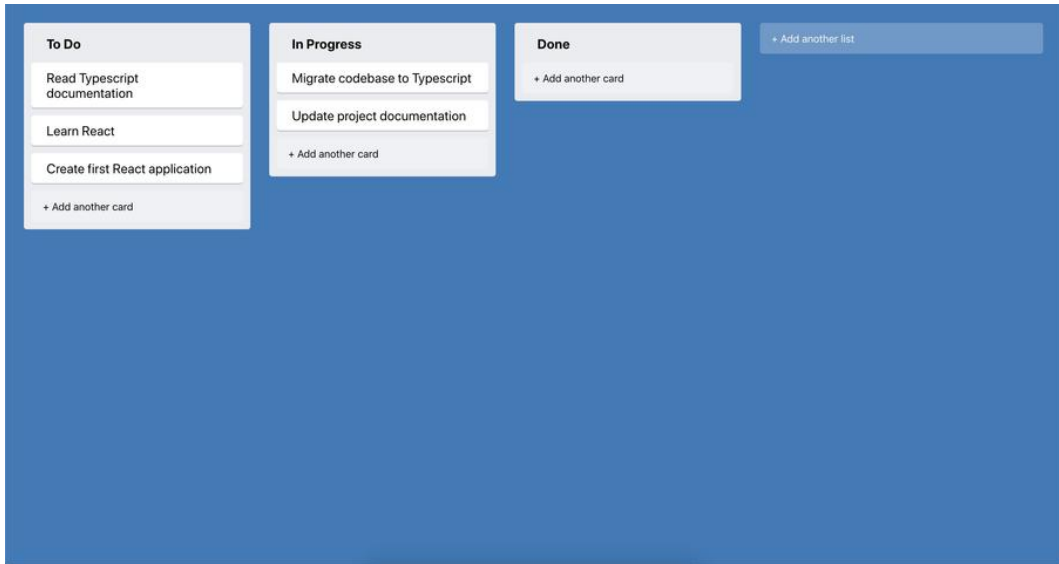 To Do
Read Typescript
documentation
Learn React
Create first React application
+ Add another card
In Progress
Migrate codebase to Typescript
Update project documentation
+ Add another card
Done
+ Add another card
+ Add another list